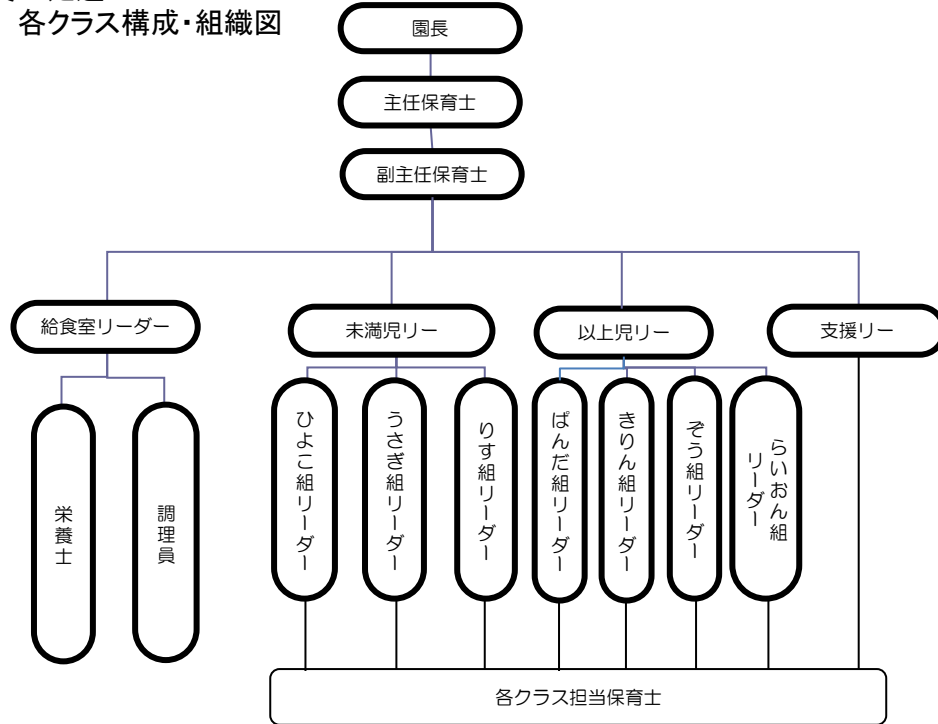 各クラス構成・組織図
園長
主任保育士
副主任保育士
給食室リーダー
未満児リー
以上児リー
支援リー
栄養士
調理員
ひよこ組リーダー
うさぎ組リーダー
りす組リーダー
ぱんだ組リーダー
きりん組リーダー
ぞう組リーダー
らいおん組
リーダー
各クラス担当保育士